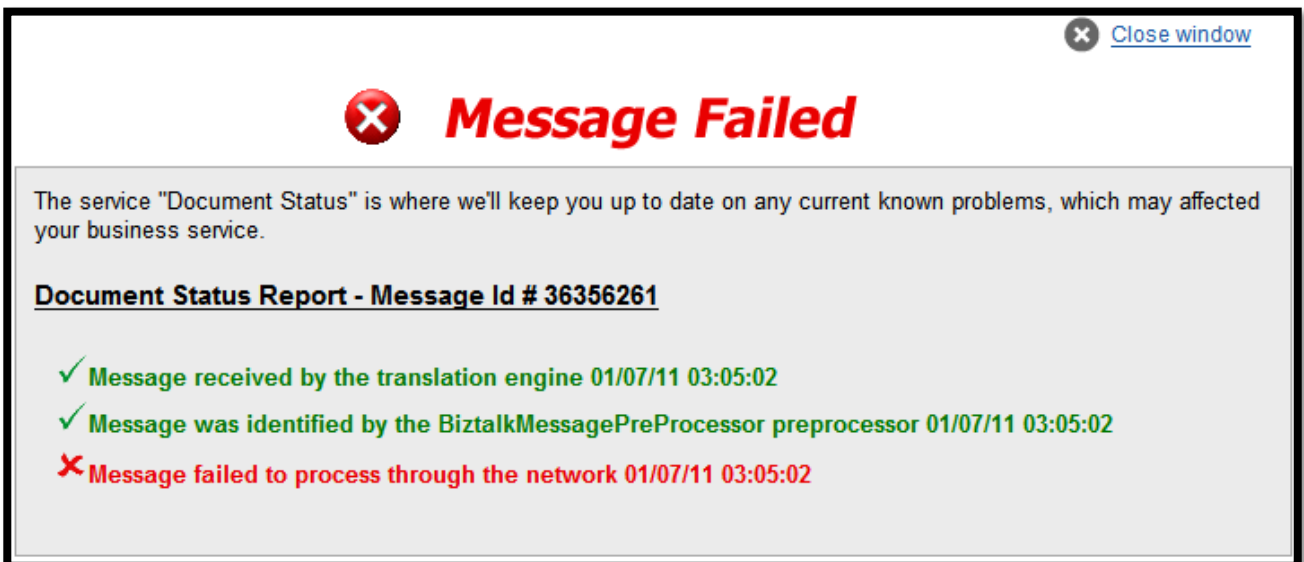 Close window
Message Failed
The service "Document Status" is where we'll keep you up to date on any current known problems, which may affected
your business service.
Document Status Report - Message Id # 36356261
Message received by the translation engine 01/07/11 03:05:02
Message was identified by the BiztalkMessagePreProcessor preprocessor 01/07/11 03:05:02
Message failed to process through the network 01/07/11 03:05:02